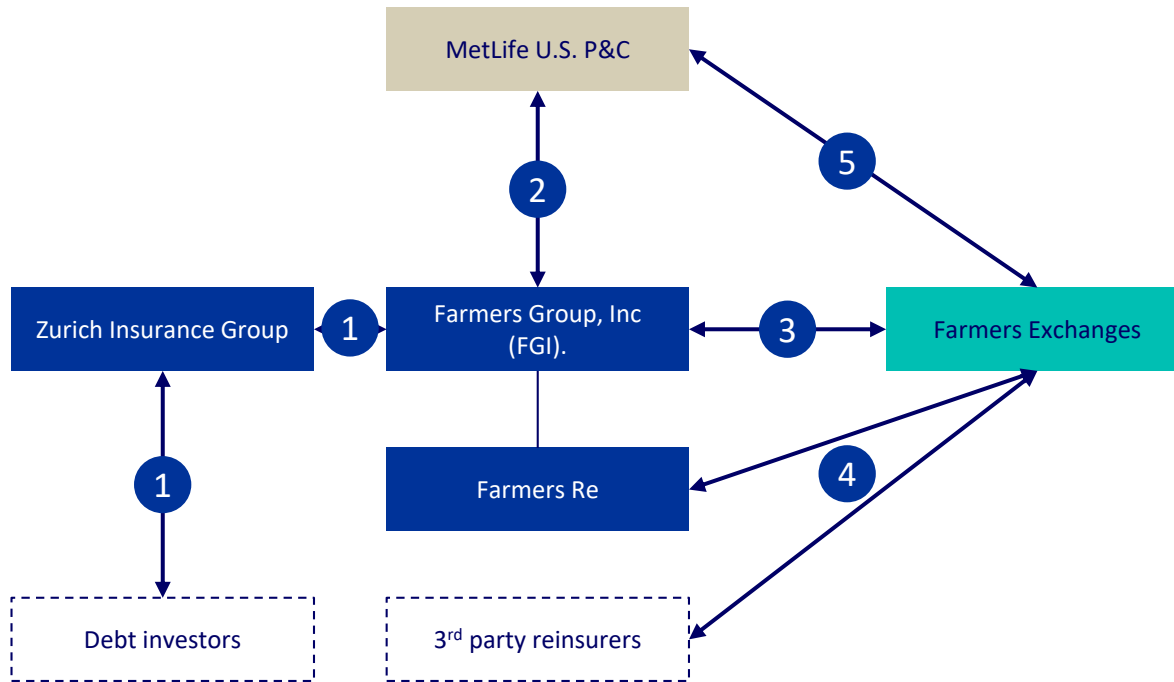 MetLife U.S. P&C
5
2
Zurich Insurance Group
1
Farmers Group, Inc
(FGI).
3
Farmers Exchanges
1
Farmers Re
4
Debt investors
3rd party reinsurers